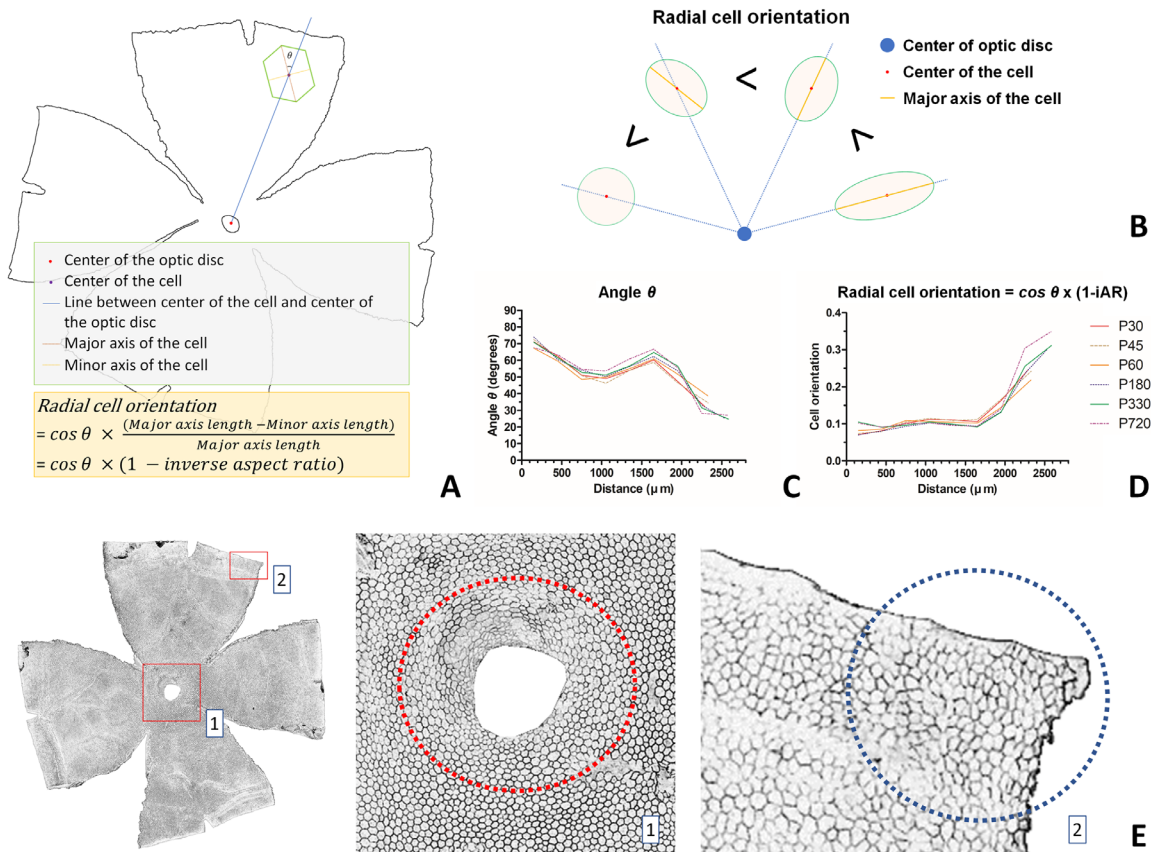 θ
Center of the optic disc
Center of the cell
Line between center of the cell and center of
the optic disc
Major axis of the cell
Minor axis of the cell
Radial cell orientation
= cos θ × (Major axis length −Minor axis length) / Major axis length
= cos θ × (1 − inverse aspect ratio)
A
Radial cell orientation
< 
<
<
Center of optic disc
Center of the cell
Major axis of the cell
B
Angle θ
Angle θ (degrees)
90
80
70
60
50
40
30
20
10
0
0 500 1000 1500 2000 2500
Distance (µm)
C
Radial cell orientation = cos θ x (1-iAR)
Cell orientation
0.4
0.3
0.2
0.1
0.0
0 500 1000 1500 2000 2500
Distance (µm)
P30
P45
P60
P180
P330
P720
D
2
1
1
2
E